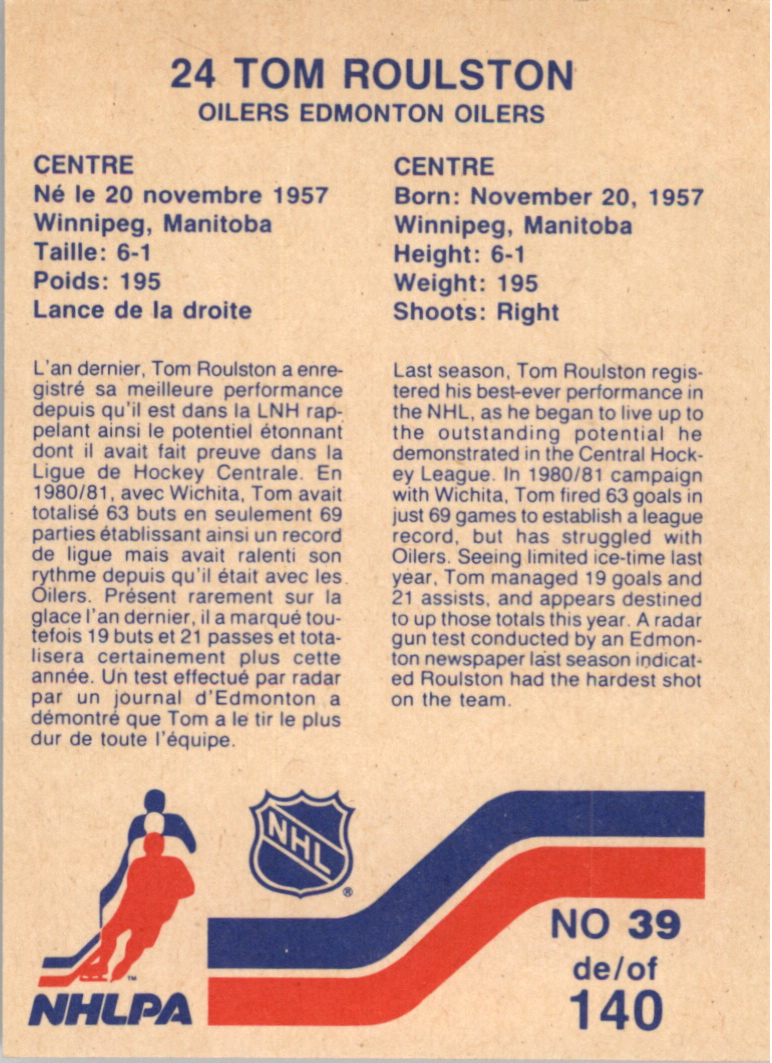 24 TOM ROULSTON
OILERS EDMONTON OILERS
CENTRE
Né le 20 novembre 1957
Winnipeg, Manitoba
Taille: 6-1
Poids: 195
Lance de la droite
L'an dernier, Tom Roulston a enre-
gistré sa meilleure performance
depuis qu'il est dans la LNH rap-
pelant ainsi le potentiel étonnant
dont il avait fait preuve dans la
Ligue de Hockey Centrale. En
1980/81, avec Wichita, Tom avait
totalisé 63 buts en seulement 69
parties établissant ainsi un record
de ligue mais avait ralenti son
rythme depuis qu'il était avec les
Oilers. Présent rarement sur la
glace l'an dernier, il a marqué tou-
tefois 19 buts et 21 passes et tota-
lisera certainement plus cette
année. Un test effectué par radar
par un journal d'Edmonton a
démontré que Tom a le tir le plus
dur de toute l'équipe.
CENTRE
Born: November 20, 1957
Winnipeg, Manitoba
Height: 6-1
Weight: 195
Shoots: Right
Last season, Tom Roulston regis-
tered his best-ever performance in
the NHL, as he began to live up to
the outstanding potential he
demonstrated in the Central Hock-
ey League. In 1980/81 campaign
with Wichita, Tom fired 63 goals in
just 69 games to establish a league
record, but has struggled with
Oilers. Seeing limited ice-time last
year, Tom managed 19 goals and
21 assists, and appears destined
to up those totals this year. A radar
gun test conducted by an Edmon-
ton newspaper last season indicat-
ed Roulston had the hardest shot
on the team.
NHL
®
™
NHLPA
NO 39
de/of
140